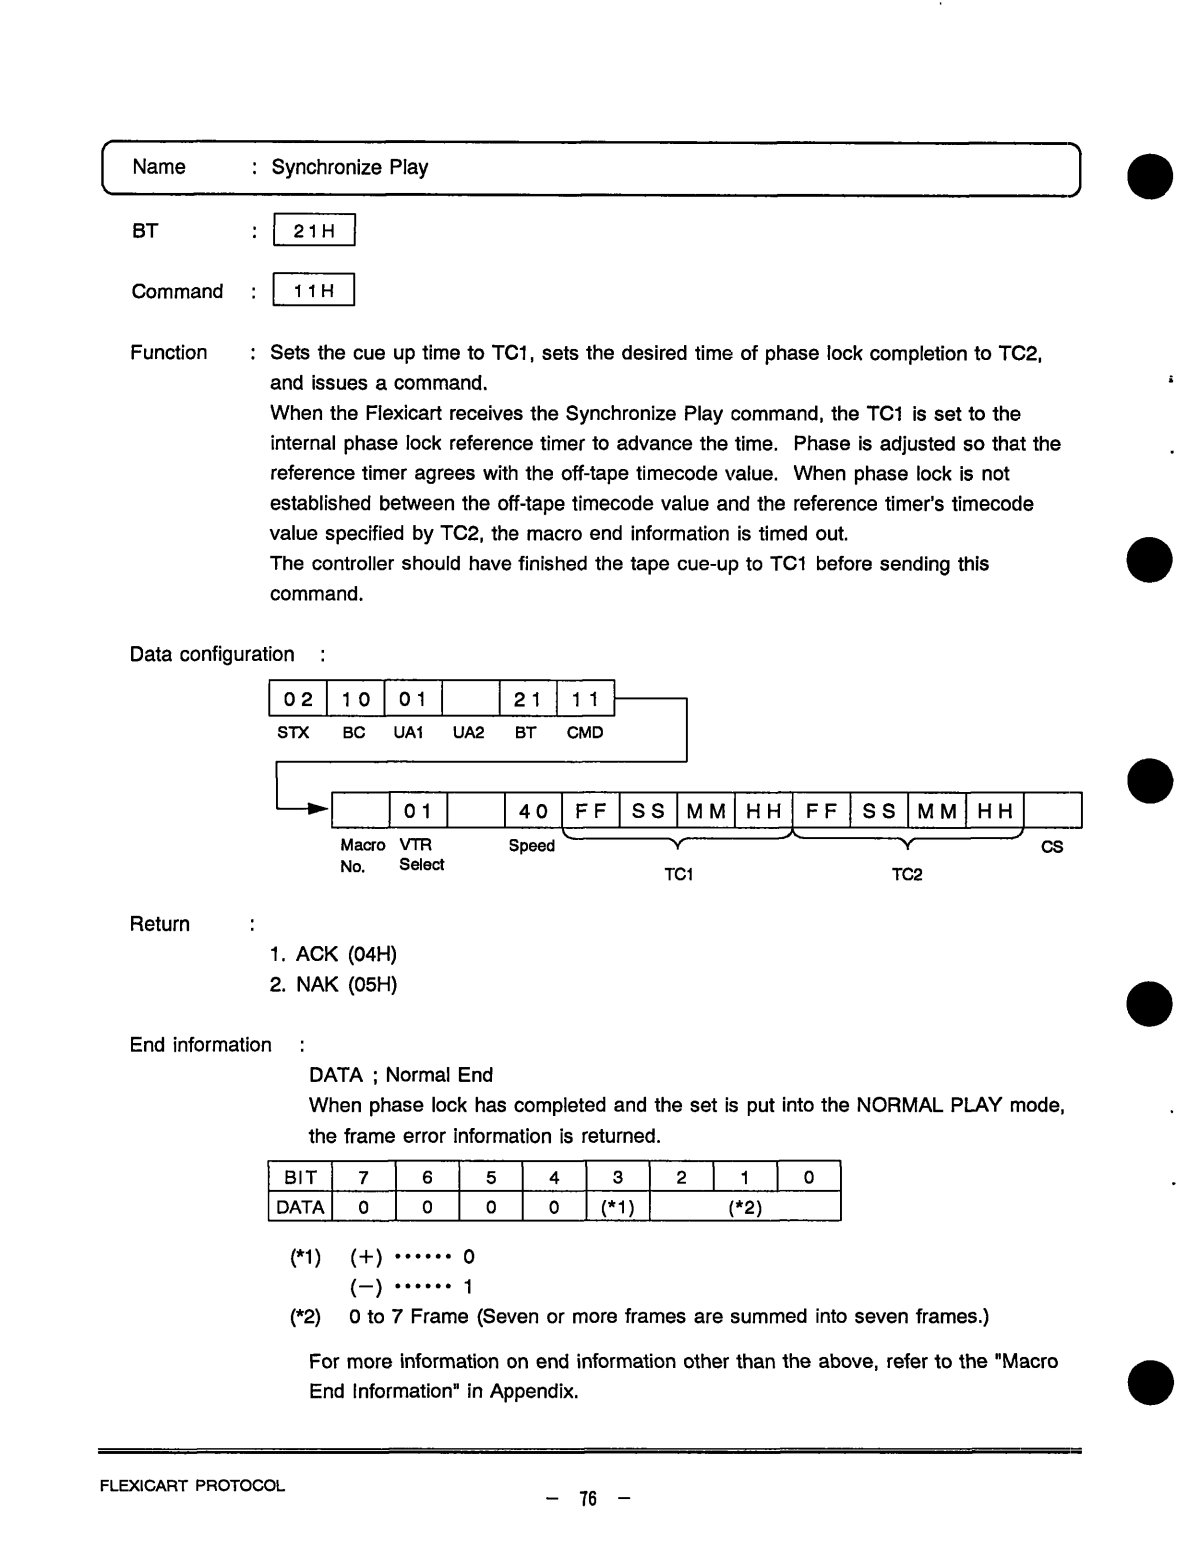 Name : Synchronize Play
BT : 21H
Command : 11H
Function : Sets the cue up time to TC1, sets the desired time of phase lock completion to TC2,
and issues a command.
When the Flexicart receives the Synchronize Play command, the TC1 is set to the
internal phase lock reference timer to advance the time. Phase is adjusted so that the
reference timer agrees with the off-tape timecode value. When phase lock is not
established between the off-tape timecode value and the reference timer's timecode
value specified by TC2, the macro end information is timed out.
The controller should have finished the tape cue-up to TC1 before sending this
command.
Data configuration :
02 10 01 21 11
STX BC UA1 UA2 BT CMD
01 40 FF SS MM HH FF SS MM HH
Macro VTR Speed CS
No. Select
TC1 TC2
Return :
1. ACK (04H)
2. NAK (05H)
End information :
DATA ; Normal End
When phase lock has completed and the set is put into the NORMAL PLAY mode,
the frame error information is returned.
BIT 7 6 5 4 3 2 1 0
DATA 0 0 0 0 (*1) (*2)
(*1) (+) •••••• 0
(−) •••••• 1
(*2) 0 to 7 Frame (Seven or more frames are summed into seven frames.)
For more information on end information other than the above, refer to the "Macro
End Information" in Appendix.
FLEXICART PROTOCOL
− 76 −